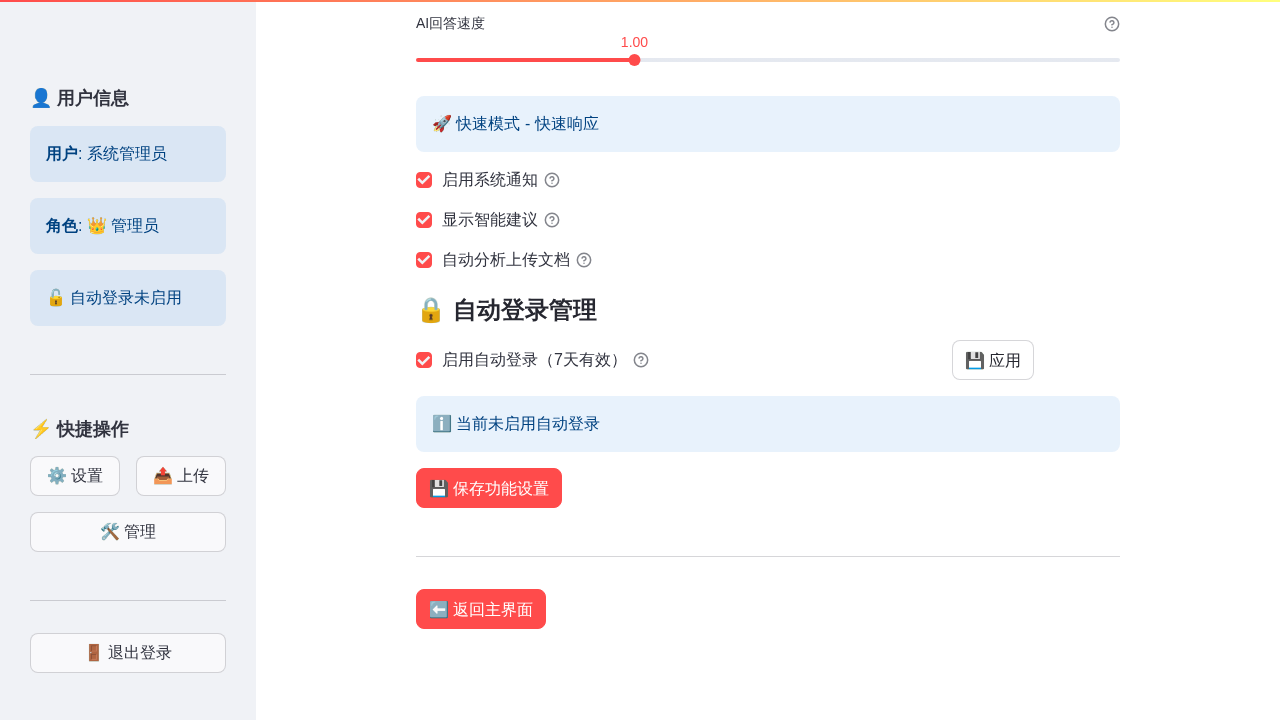 👤 用户信息
用户: 系统管理员
角色: 👑 管理员
🔓 自动登录未启用
⚡ 快捷操作
⚙️ 设置
📤 上传
🛠️ 管理
🚪 退出登录
AI回答速度
1.00
🚀 快速模式 - 快速响应
启用系统通知
显示智能建议
自动分析上传文档
🔒 自动登录管理
启用自动登录（7天有效）
💾 应用
ℹ️ 当前未启用自动登录
💾 保存功能设置
⬅️ 返回主界面